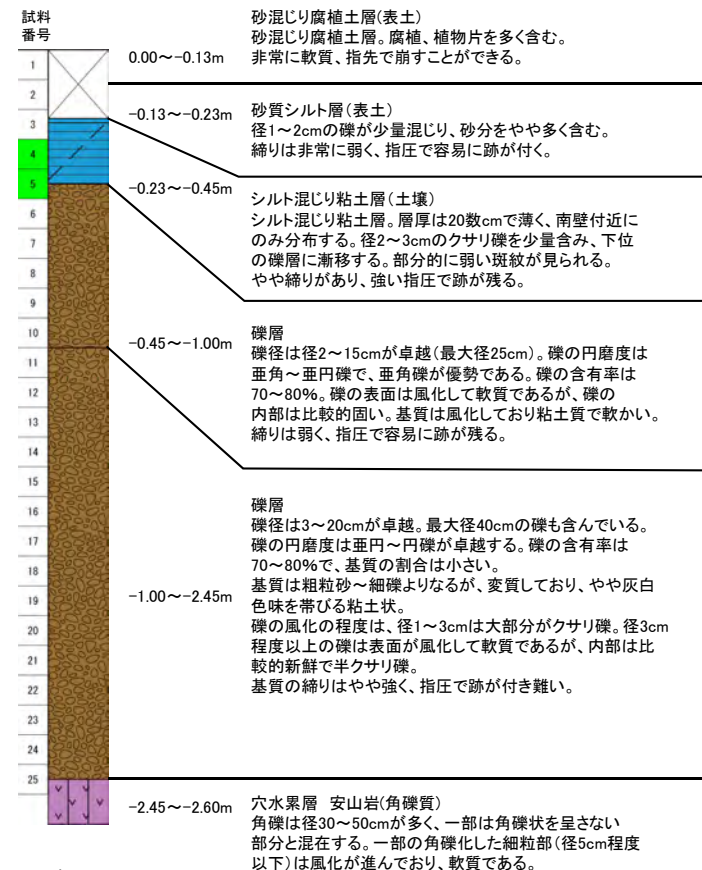 試料
番号
1
2
3
4
5
6
7
8
9
10
11
12
13
14
15
16
17
18
19
20
21
22
23
24
25
0.00～-0.13m
砂混じり腐植土層(表土)
砂混じり腐植土層。腐植、植物片を多く含む。
非常に軟質、指先で崩すことができる。
-0.13～-0.23m
砂質シルト層(表土)
径1～2cmの礫が少量混じり、砂分をやや多く含む。
締りは非常に弱く、指圧で容易に跡が付く。
-0.23～-0.45m
シルト混じり粘土層(土壌)
シルト混じり粘土層。層厚は20数cmで薄く、南壁付近に
のみ分布する。径2～3cmのクサリ礫を少量含み、下位
の礫層に漸移する。部分的に弱い斑紋が見られる。
やや締りがあり、強い指圧で跡が残る。
-0.45～-1.00m
礫層
礫径は径2～15cmが卓越(最大径25cm)。礫の円磨度は
亜角～亜円礫で、亜角礫が優勢である。礫の含有率は
70～80%。礫の表面は風化して軟質であるが、礫の
内部は比較的固い。基質は風化しており粘土質で軟かい。
締りは弱く、指圧で容易に跡が残る。
-1.00～-2.45m
礫層
礫径は3～20cmが卓越。最大径40cmの礫も含んでいる。
礫の円磨度は亜円～円礫が卓越する。礫の含有率は
70～80%で、基質の割合は小さい。
基質は粗粒砂～細礫よりなるが、変質しており、やや灰白
色味を帯びる粘土状。
礫の風化の程度は、径1～3cmは大部分がクサリ礫。径3cm
程度以上の礫は表面が風化して軟質であるが、内部は比
較的新鮮で半クサリ礫。
基質の締りはやや強く、指圧で跡が付き難い。
-2.45～-2.60m
穴水累層　安山岩(角礫質)
角礫は径30～50cmが多く、一部は角礫状を呈さない
部分と混在する。一部の角礫化した細粒部(径5cm程度
以下)は風化が進んでおり、軟質である。